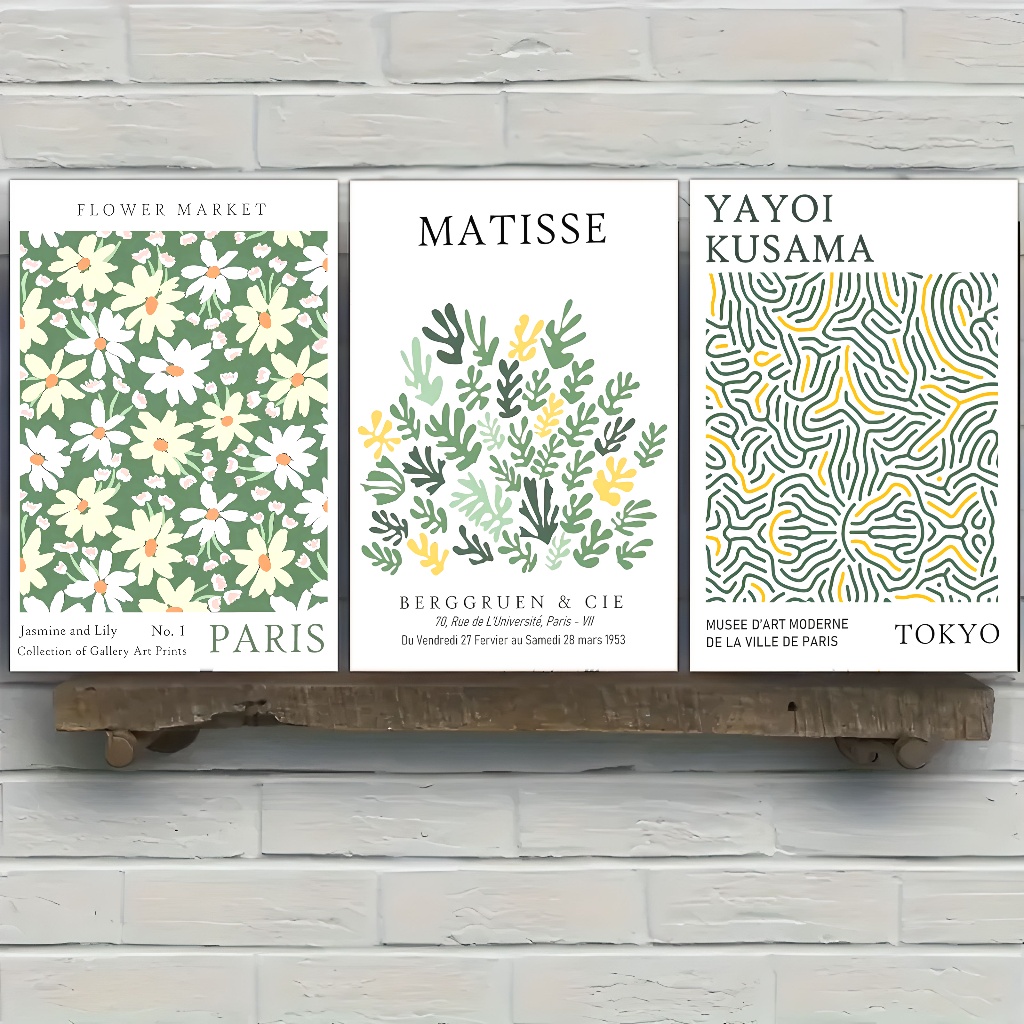 FLOWER MARKET
Jasmine and Lily No. 1
Collection of Gallery Art Prints
PARIS
MATISSE
BERGGRUEN & CIE
70, Rue de L'Université, Paris - VII
Du Vendredi 27 Fervier au Samedi 28 mars 1953
YAYOI
KUSAMA
MUSEE D'ART MODERNE
DE LA VILLE DE PARIS
TOKYO